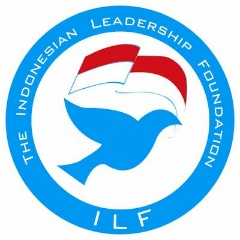 THE INDONESIAN LEADERSHIP FOUNDATION
ILF